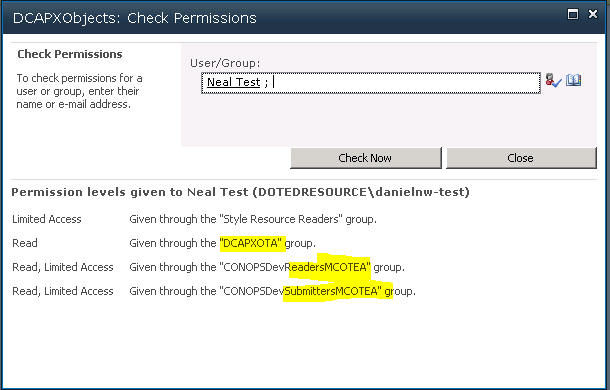 DCAPXObjects: Check Permissions
Check Permissions
To check permissions for a
user or group, enter their
name or e-mail address.
User/Group:
Neal Test ;
Check Now
Close
Permission levels given to Neal Test (DOTEDRESOURCE\danielnw-test)
Limited Access Given through the "Style Resource Readers" group.
Read Given through the "DCAPXOTA" group.
Read, Limited Access Given through the "CONOPSDevReadersMCOTEA" group.
Read, Limited Access Given through the "CONOPSDevSubmittersMCOTEA" group.